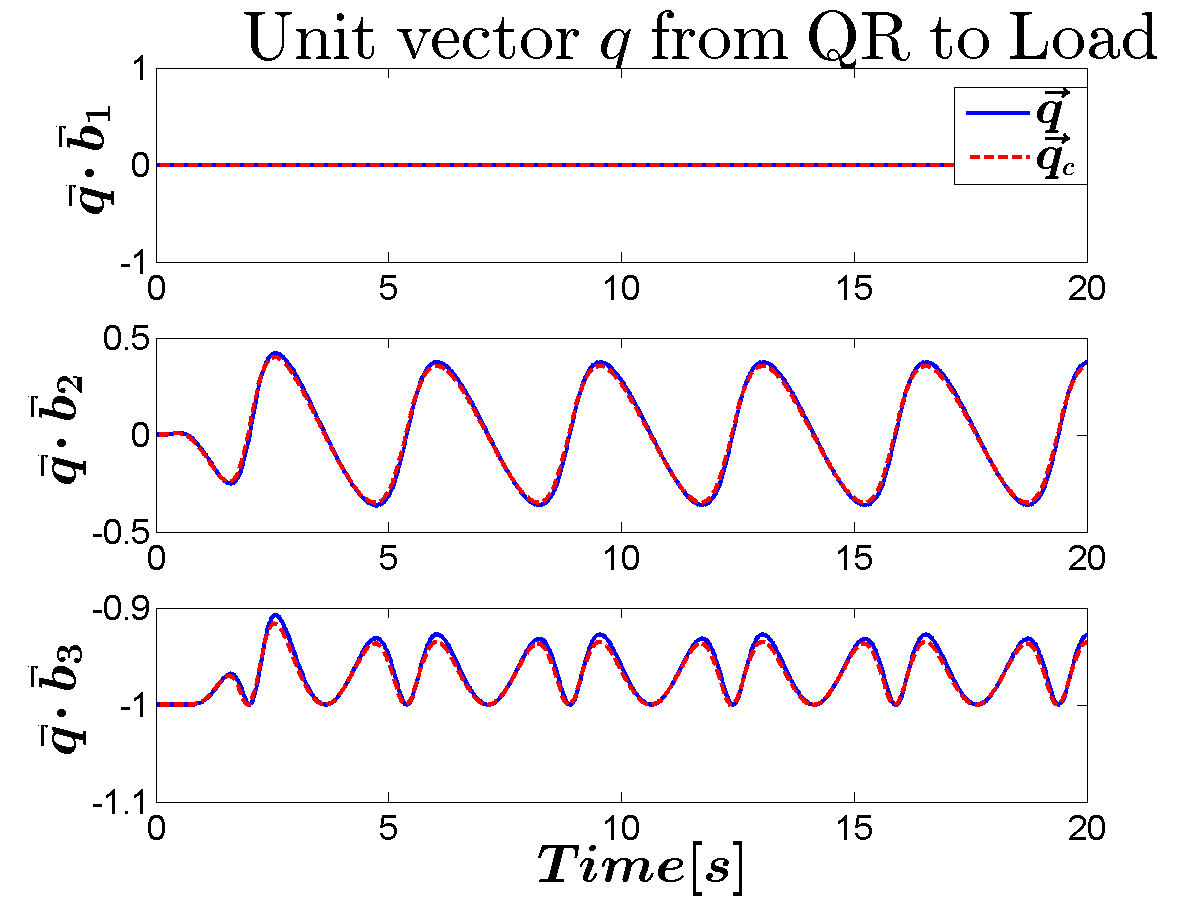 Unit vector q from QR to Load
1
0
-1
q̄ · b̄₁
q⃗
q⃗c
0 5 10 15 20
0.5
0
-0.5
q̄ · b̄₂
0 5 10 15 20
-0.9
-1
-1.1
q̄ · b̄₃
0 5 10 15 20
Time[s]